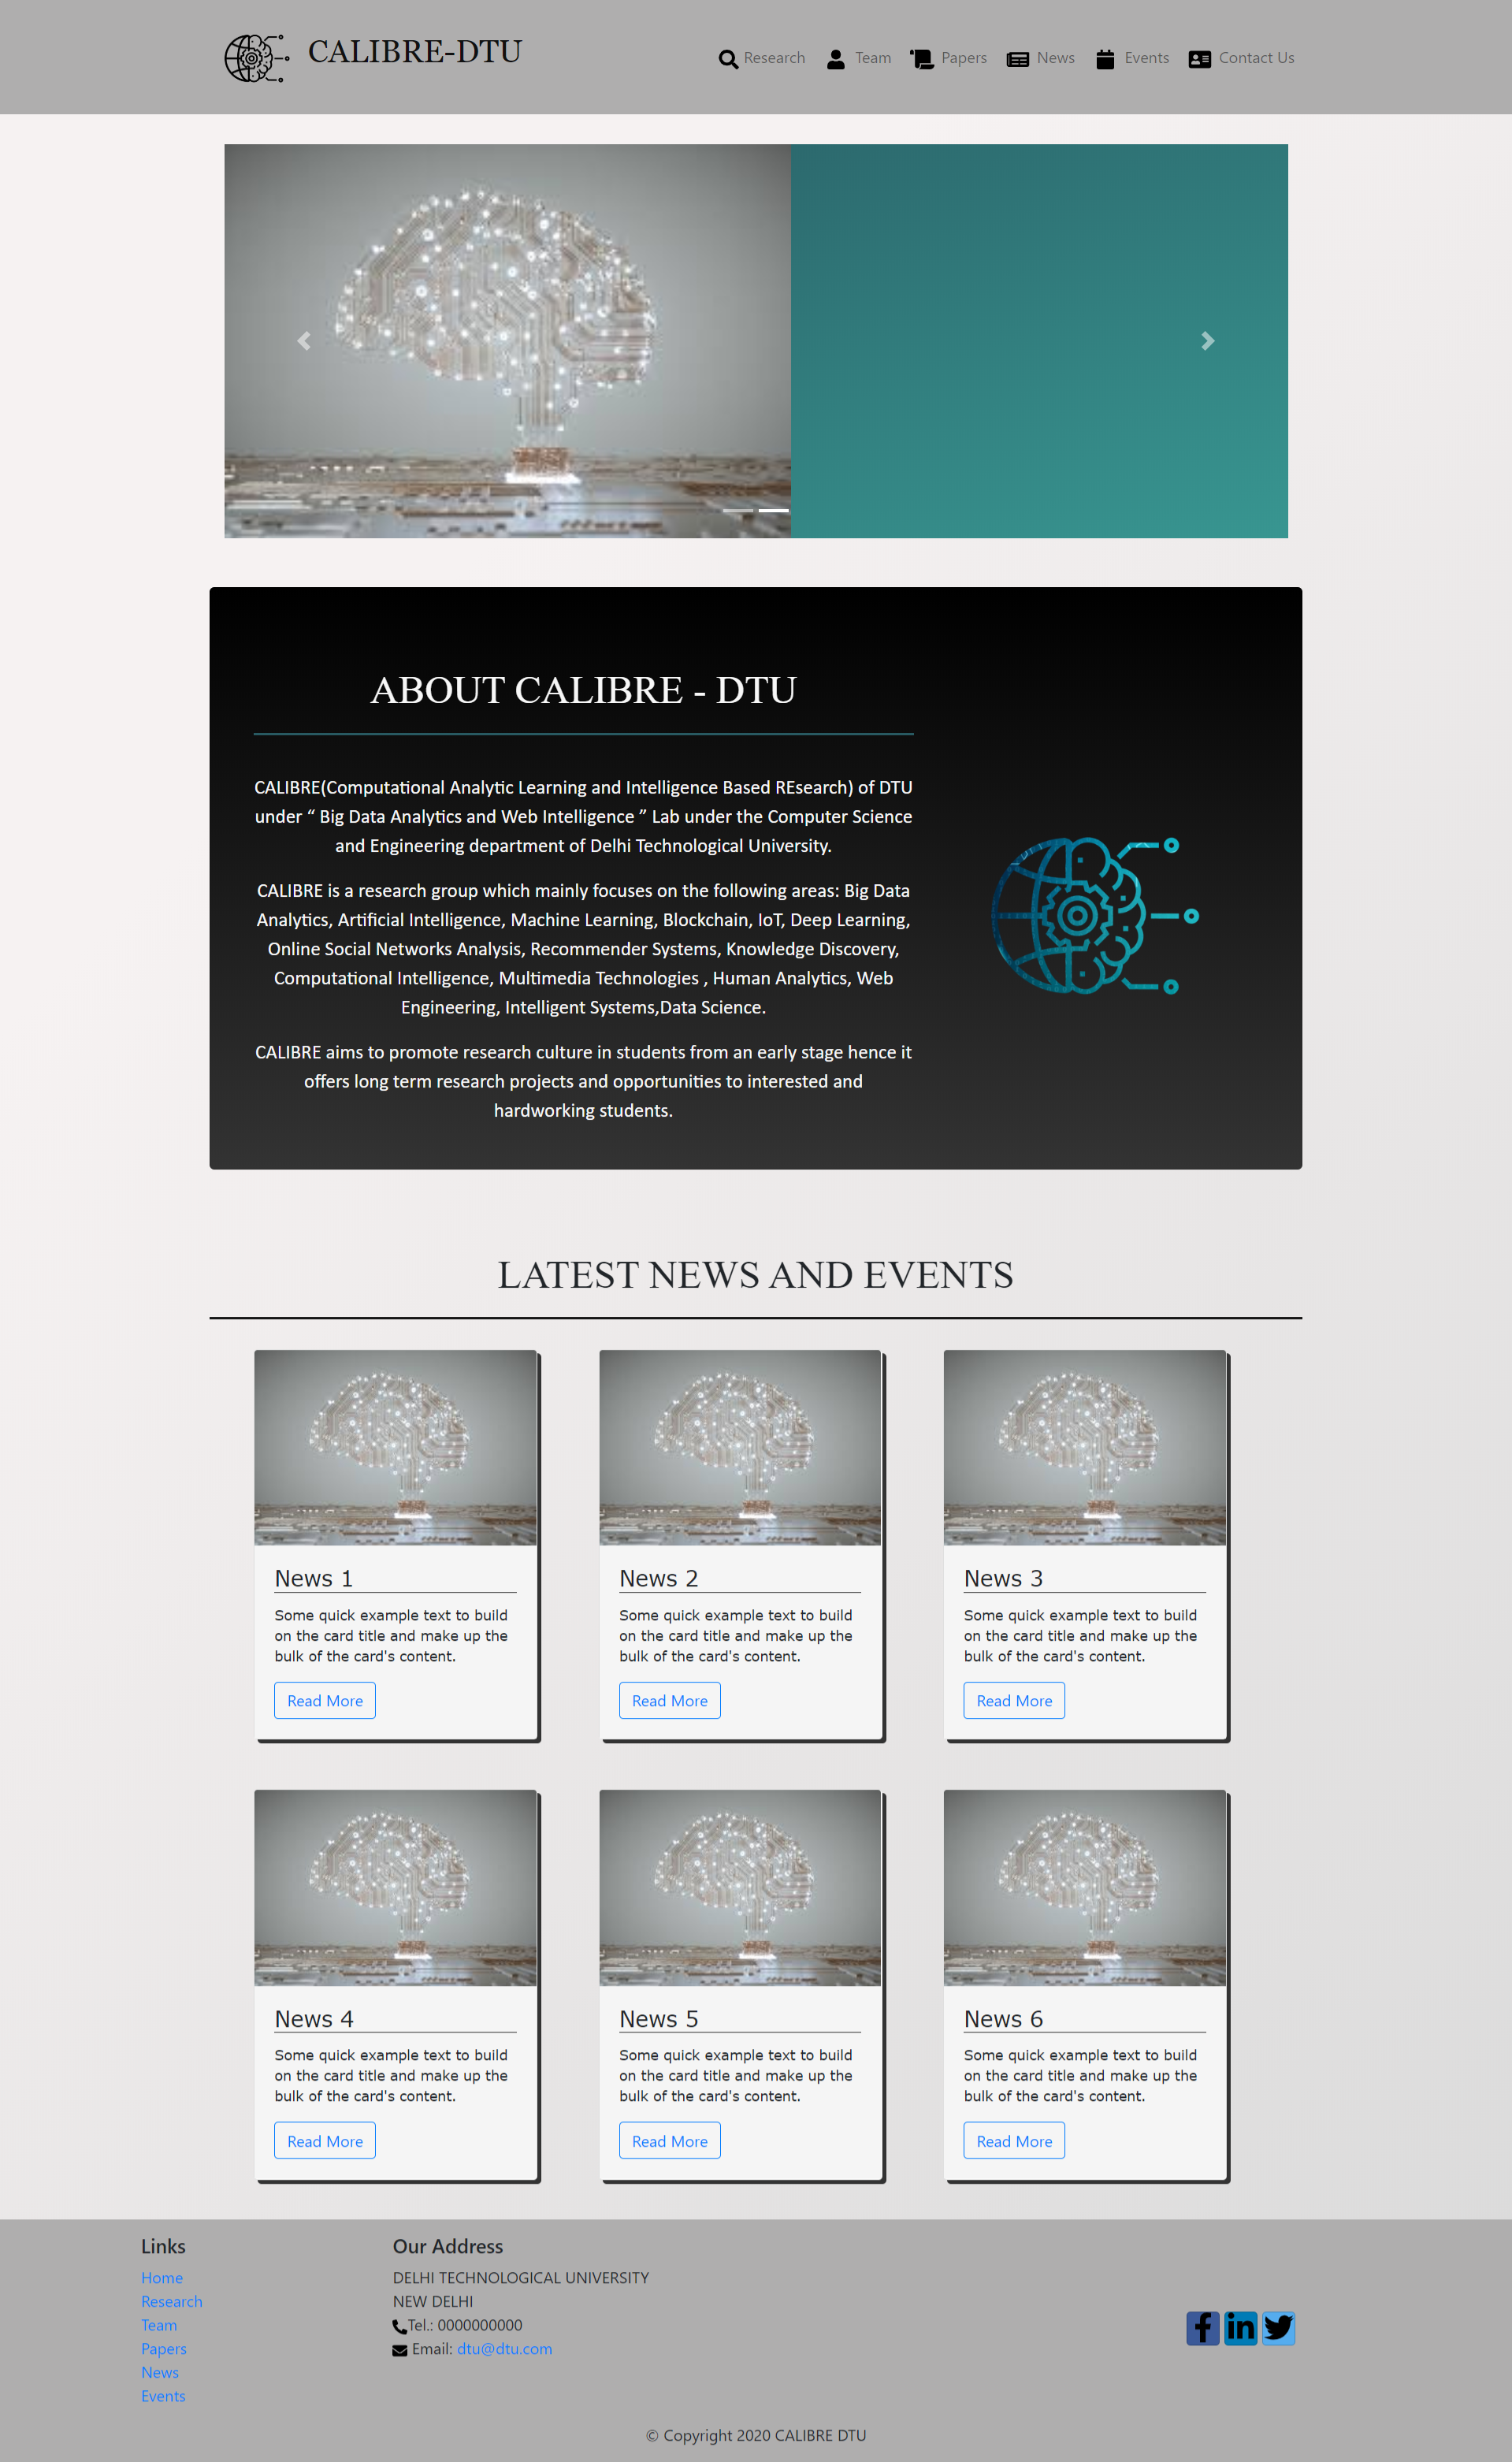 CALIBRE-DTU
Research Team Papers News Events Contact Us
ABOUT CALIBRE - DTU
CALIBRE(Computational Analytic Learning and Intelligence Based REsearch) of DTU
under “ Big Data Analytics and Web Intelligence ” Lab under the Computer Science
and Engineering department of Delhi Technological University.
CALIBRE is a research group which mainly focuses on the following areas: Big Data
Analytics, Artificial Intelligence, Machine Learning, Blockchain, IoT, Deep Learning,
Online Social Networks Analysis, Recommender Systems, Knowledge Discovery,
Computational Intelligence, Multimedia Technologies , Human Analytics, Web
Engineering, Intelligent Systems,Data Science.
CALIBRE aims to promote research culture in students from an early stage hence it
offers long term research projects and opportunities to interested and
hardworking students.
LATEST NEWS AND EVENTS
News 1
Some quick example text to build
on the card title and make up the
bulk of the card's content.
Read More
News 2
Some quick example text to build
on the card title and make up the
bulk of the card's content.
Read More
News 3
Some quick example text to build
on the card title and make up the
bulk of the card's content.
Read More
News 4
Some quick example text to build
on the card title and make up the
bulk of the card's content.
Read More
News 5
Some quick example text to build
on the card title and make up the
bulk of the card's content.
Read More
News 6
Some quick example text to build
on the card title and make up the
bulk of the card's content.
Read More
Links
Home
Research
Team
Papers
News
Events
Our Address
DELHI TECHNOLOGICAL UNIVERSITY
NEW DELHI
Tel.: 0000000000
Email: dtu@dtu.com
© Copyright 2020 CALIBRE DTU